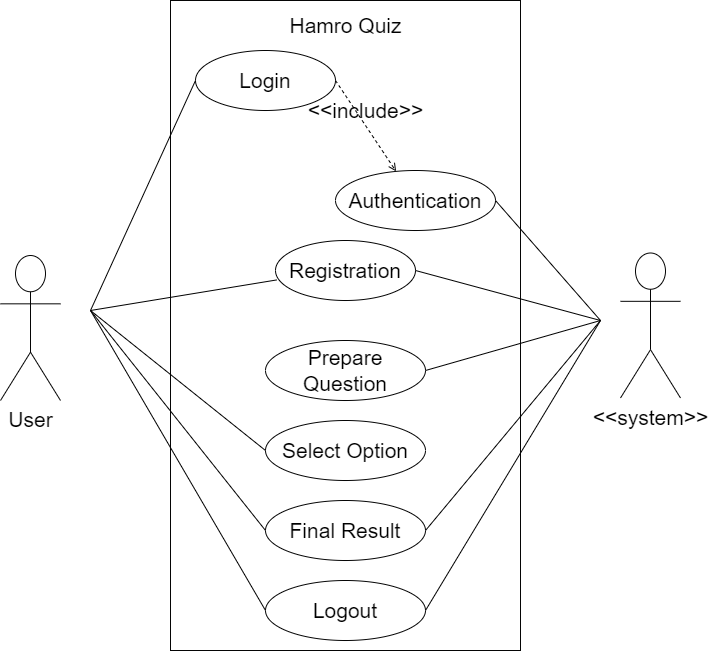 Hamro Quiz
Login
<<include>>
Authentication
Registration
Prepare
Question
User
<<system>>
Select Option
Final Result
Logout